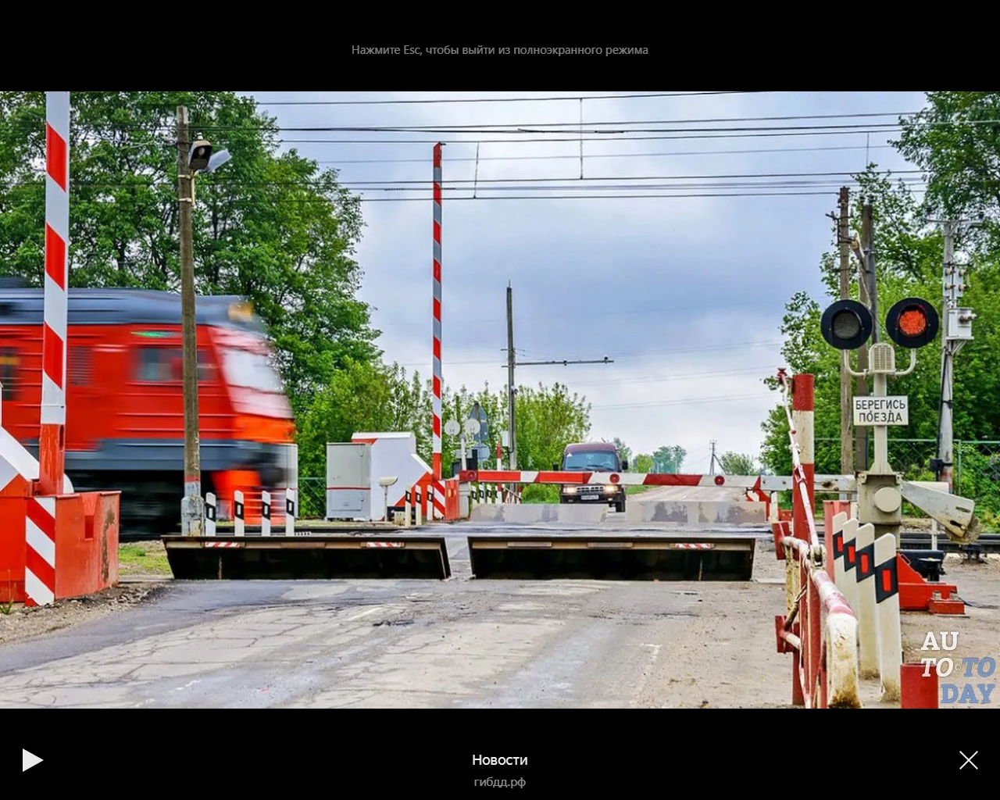 Нажмите Esc, чтобы выйти из полноэкранного режима
БЕРЕГИСЬ
ПОЕЗДА
AU
TO TO
DAY
Новости
гибдд.рф